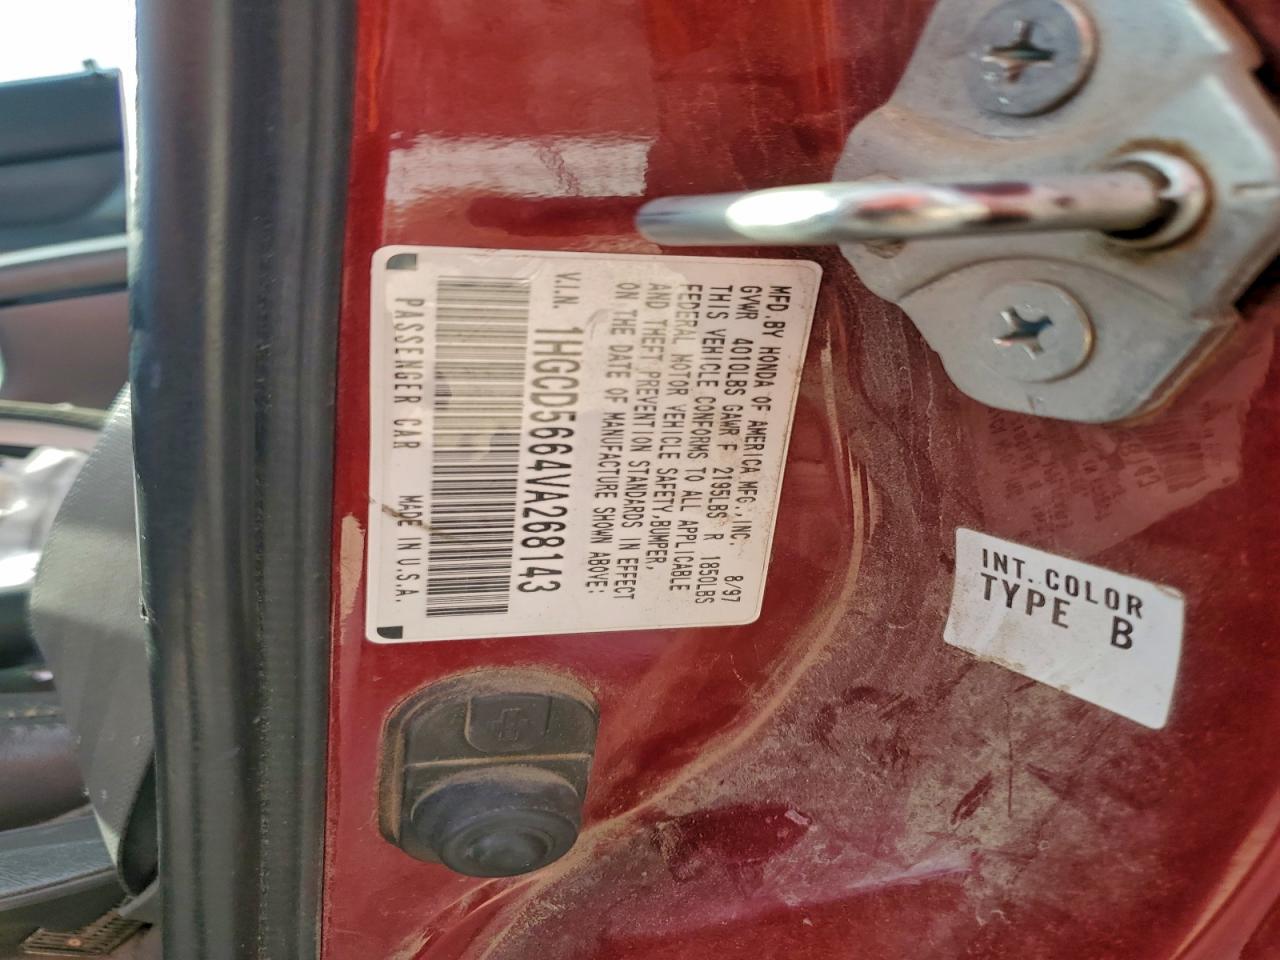 MFD. BY HONDA OF AMERICA MFG., INC. 8/97
GVWR 4010LBS GAWR F 2195LBS R 1850LBS
THIS VEHICLE CONFORMS TO ALL APPLICABLE
FEDERAL MOTOR VEHICLE SAFETY, BUMPER,
AND THEFT PREVENTION STANDARDS IN EFFECT
ON THE DATE OF MANUFACTURE SHOWN ABOVE:
V.I.N. 1HGCD5664VA268143
PASSENGER CAR MADE IN U.S.A.
INT. COLOR
TYPE B